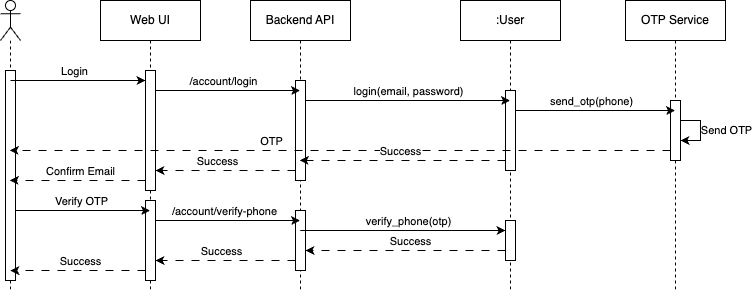 Web UI
Backend API
:User
OTP Service
Login
/account/login
login(email, password)
send_otp(phone)
Send OTP
OTP
Success
Success
Confirm Email
Verify OTP
/account/verify-phone
verify_phone(otp)
Success
Success
Success